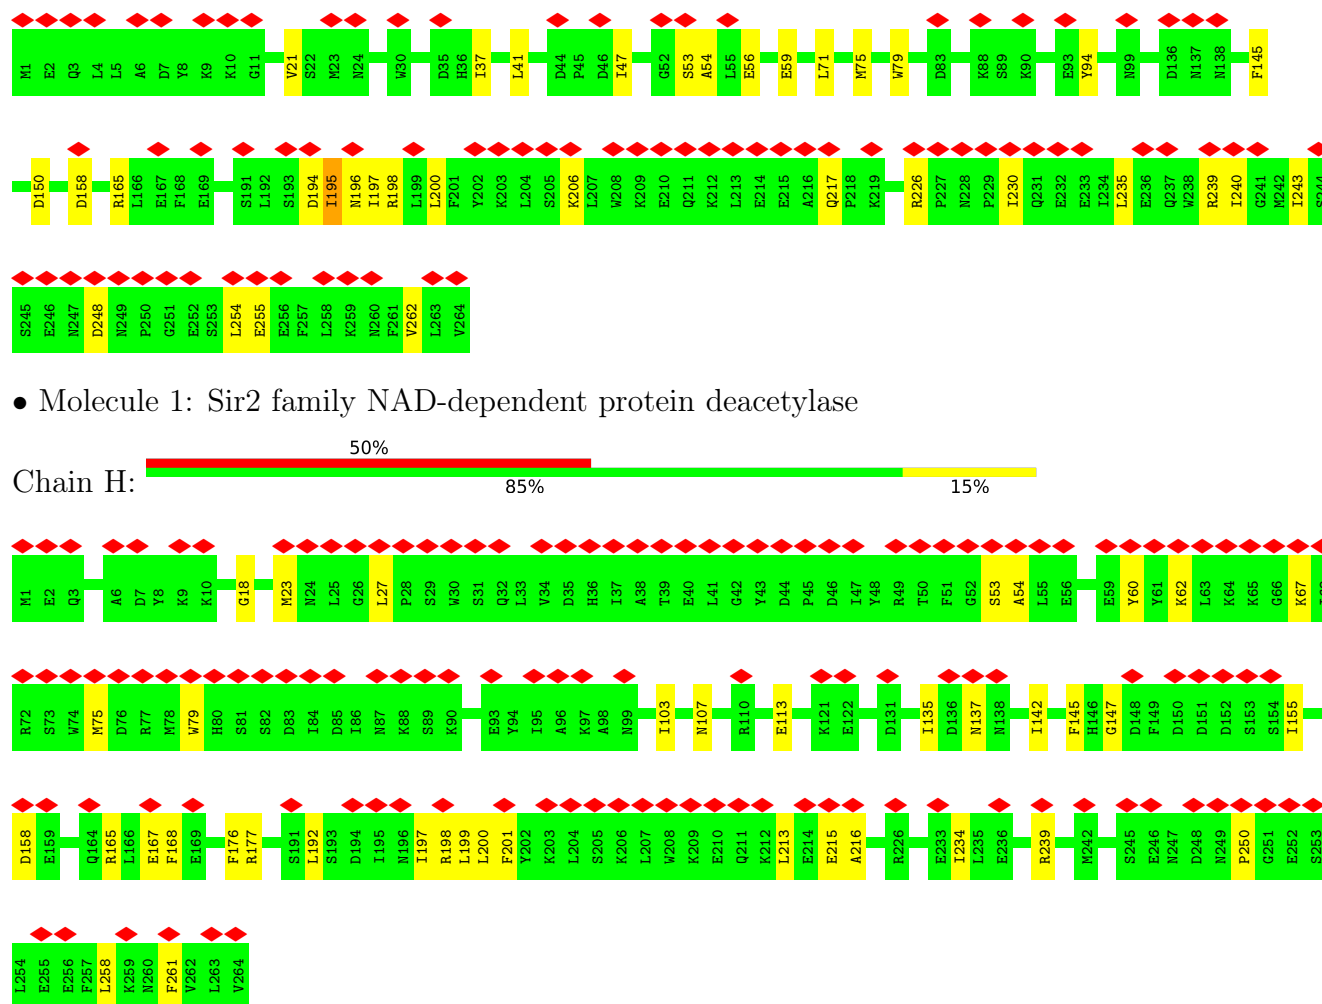 M1 E2 Q3 L4 L5 A6 D7 Y8 K9 K10 G11 V21 S22 M23 N24 W30 D35 H36 I37 L41 D44 P45 D46 I47 G52 S53 A54 L55 E56 E59 L71 M75 W79 D83 K88 S89 K90 E93 Y94 N99 D136 N137 N138 F145
D150 D158 R165 L166 E167 F168 E169 S191 L192 S193 D194 I195 N196 I197 R198 L199 L200 F201 Y202 K203 L204 S205 K206 L207 W208 K209 E210 Q211 K212 L213 E214 E215 A216 Q217 P218 K219 R226 P227 N228 P229 I230 Q231 E232 E233 I234 L235 E236 Q237 W238 R239 I240 G241 M242 I243 S244
S245 E246 N247 D248 N249 P250 G251 E252 S253 L254 E255 E256 F257 L258 K259 N260 F261 V262 L263 V264
• Molecule 1: Sir2 family NAD-dependent protein deacetylase
50%
Chain H:
85% 15%
M1 E2 Q3 A6 D7 Y8 K9 K10 G18 M23 N24 L25 G26 L27 P28 S29 W30 S31 Q32 L33 V34 D35 H36 I37 A38 T39 E40 L41 G42 Y43 D44 P45 D46 I47 Y48 R49 T50 F51 G52 S53 A54 L55 E56 E59 Y60 Y61 K62 L63 K64 K65 G66 K67
R72 S73 W74 M75 D76 R77 M78 W79 H80 S81 S82 D83 I84 D85 I86 N87 K88 S89 K90 E93 Y94 I95 A96 K97 A98 N99 I103 N107 R110 E113 K121 E122 D131 I135 D136 N137 N138 I142 F145 H146 G147 D148 F149 D150 D151 D152 S153 S154 I155
D158 E159 Q164 R165 L166 E167 F168 E169 F176 R177 S191 L192 S193 D194 I195 N196 I197 R198 L199 L200 F201 Y202 K203 L204 S205 K206 L207 W208 K209 E210 Q211 K212 L213 E214 E215 A216 R226 E233 I234 L235 E236 R239 M242 S245 E246 N247 D248 N249 P250 G251 E252 S253
L254 E255 E256 F257 L258 K259 N260 F261 V262 L263 V264